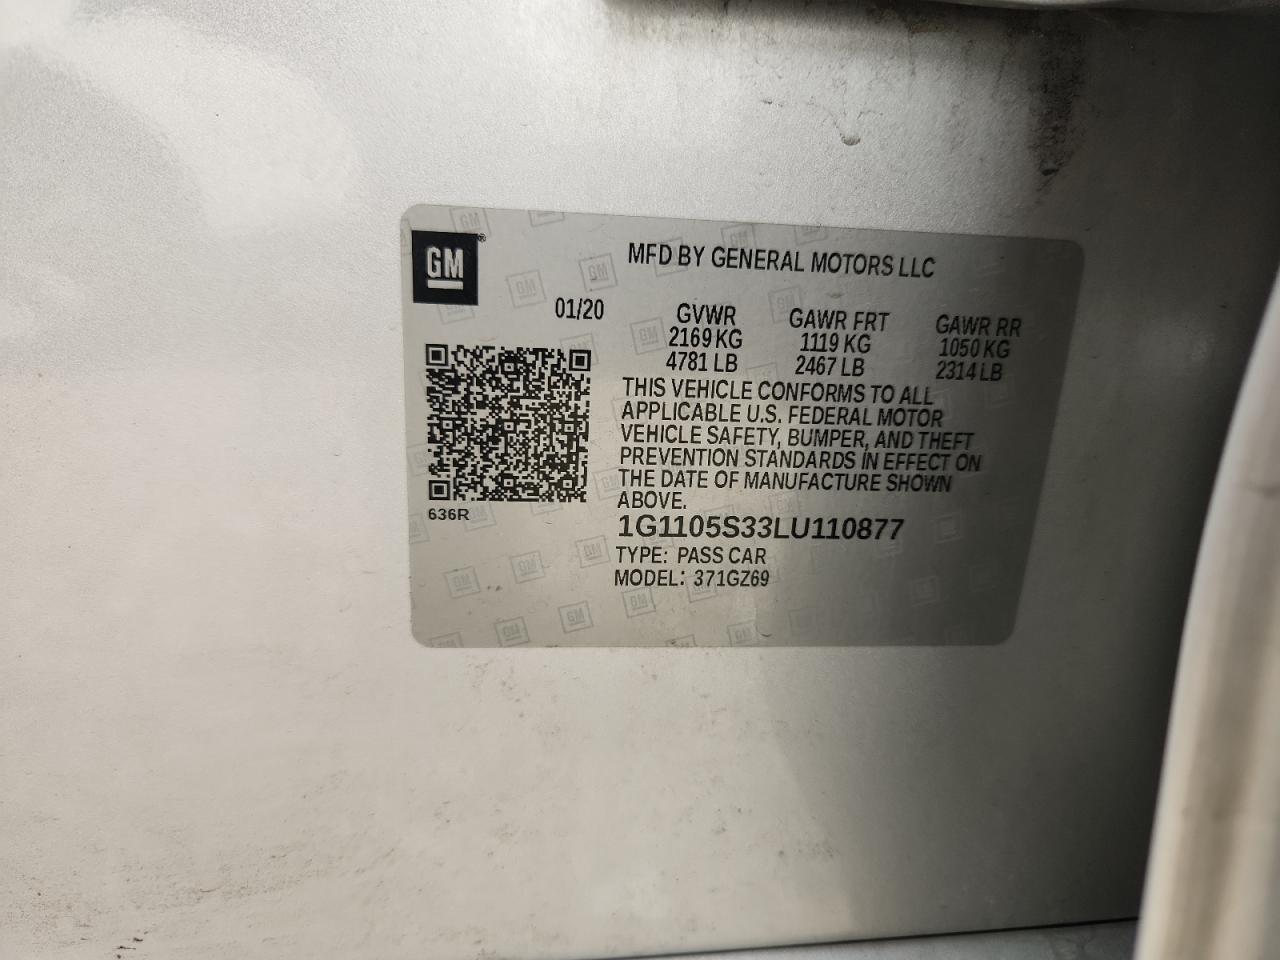 GM
MFD BY GENERAL MOTORS LLC
01/20
GVWR
2169 KG
4781 LB
GAWR FRT
1119 KG
2467 LB
GAWR RR
1050 KG
2314 LB
THIS VEHICLE CONFORMS TO ALL
APPLICABLE U.S. FEDERAL MOTOR
VEHICLE SAFETY, BUMPER, AND THEFT
PREVENTION STANDARDS IN EFFECT ON
THE DATE OF MANUFACTURE SHOWN
ABOVE.
636R
1G1105S33LU110877
TYPE: PASS CAR
MODEL: 371GZ69